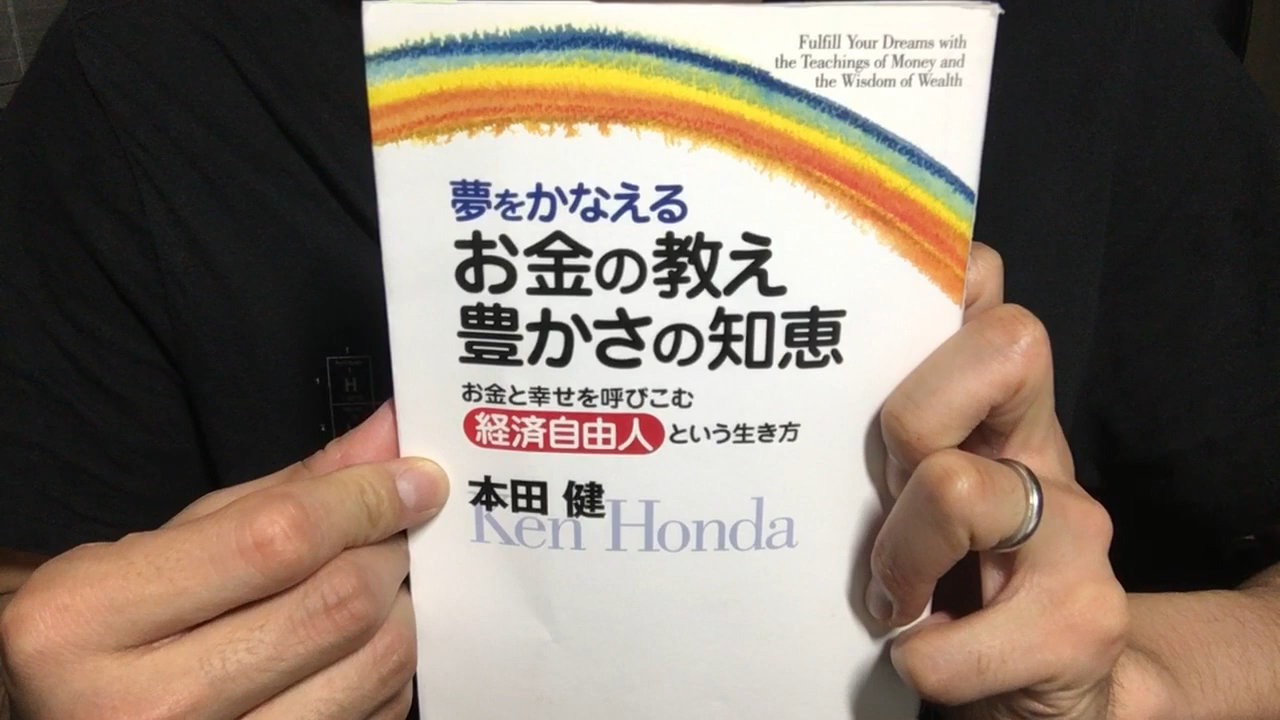 Fulfill Your Dreams with
the Teachings of Money and
the Wisdom of Wealth
夢をかなえる
お金の教え
豊かさの知恵
お金と幸せを呼びこむ
経済自由人という生き方
本田 健
Ken Honda
H